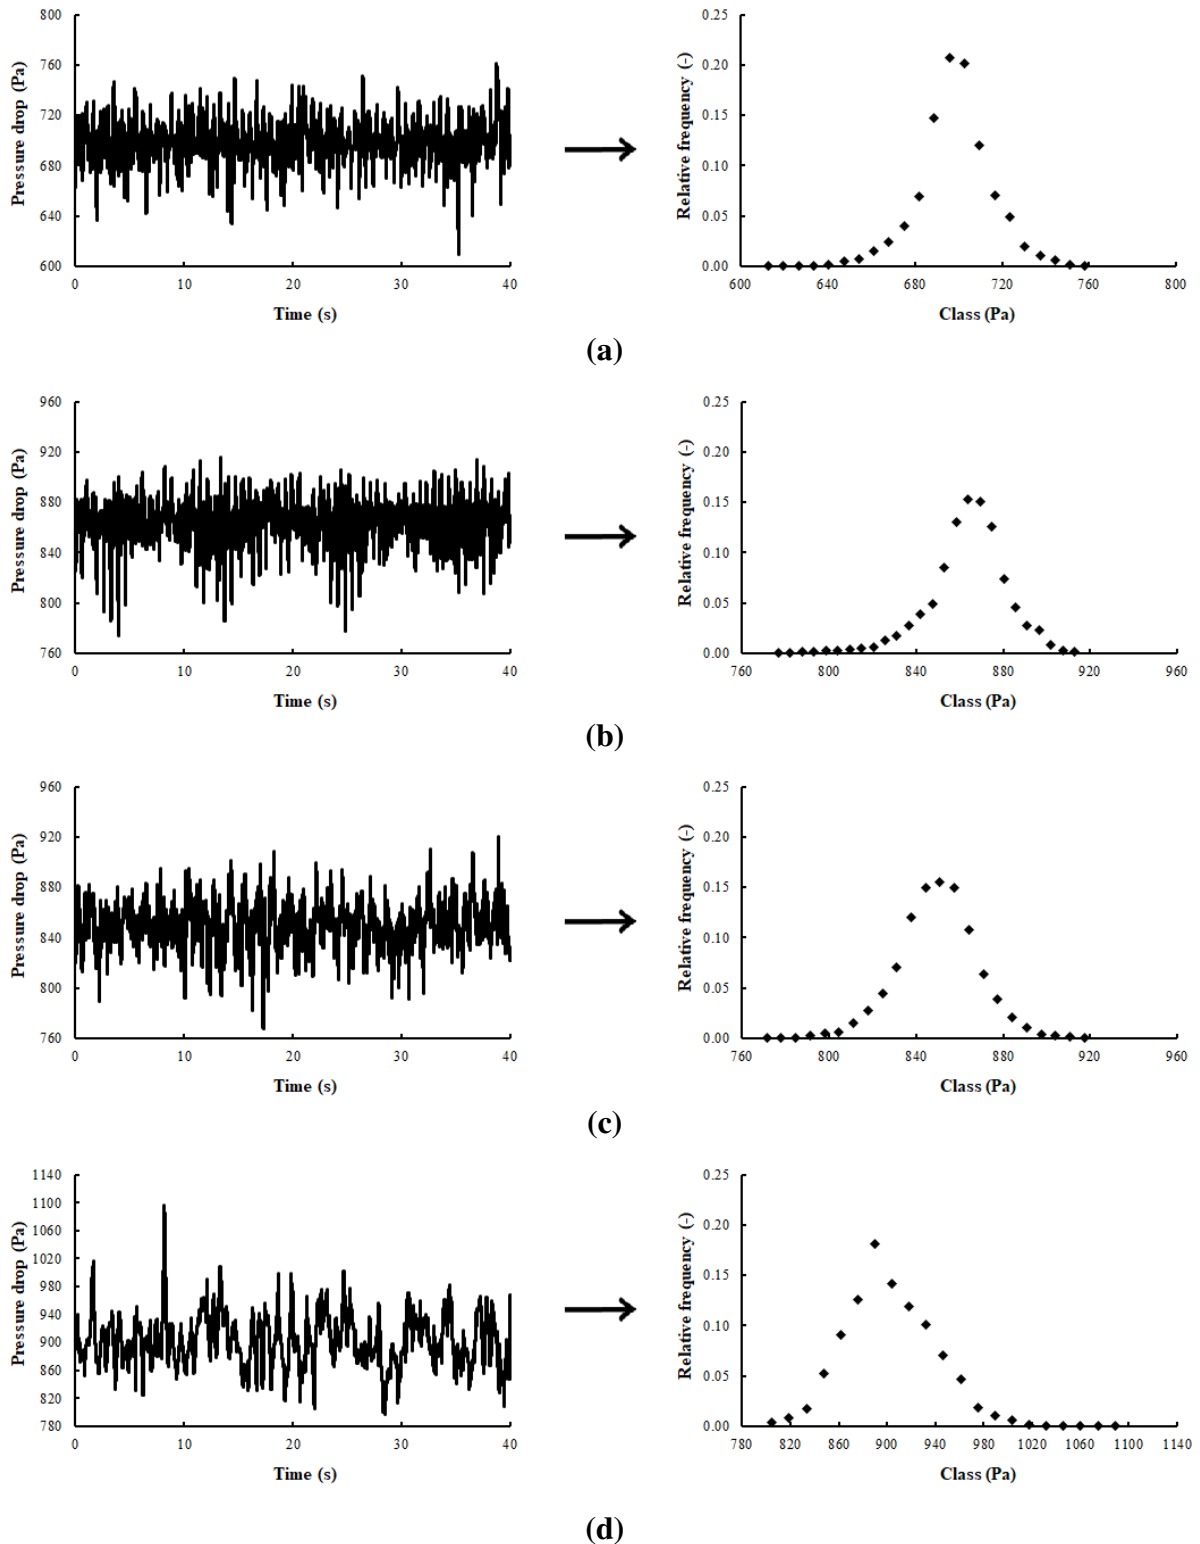 800
760
720
680
640
600
Pressure drop (Pa)
0 10 20 30 40
Time (s)
0.25
0.20
0.15
0.10
0.05
0.00
Relative frequency (-)
600 640 680 720 760 800
Class (Pa)
(a)
960
920
880
840
800
760
Pressure drop (Pa)
0 10 20 30 40
Time (s)
0.25
0.20
0.15
0.10
0.05
0.00
Relative frequency (-)
760 800 840 880 920 960
Class (Pa)
(b)
960
920
880
840
800
760
Pressure drop (Pa)
0 10 20 30 40
Time (s)
0.25
0.20
0.15
0.10
0.05
0.00
Relative frequency (-)
760 800 840 880 920 960
Class (Pa)
(c)
1140
1100
1060
1020
980
940
900
860
820
780
Pressure drop (Pa)
0 10 20 30 40
Time (s)
0.25
0.20
0.15
0.10
0.05
0.00
Relative frequency (-)
780 820 860 900 940 980 1020 1060 1100 1140
Class (Pa)
(d)